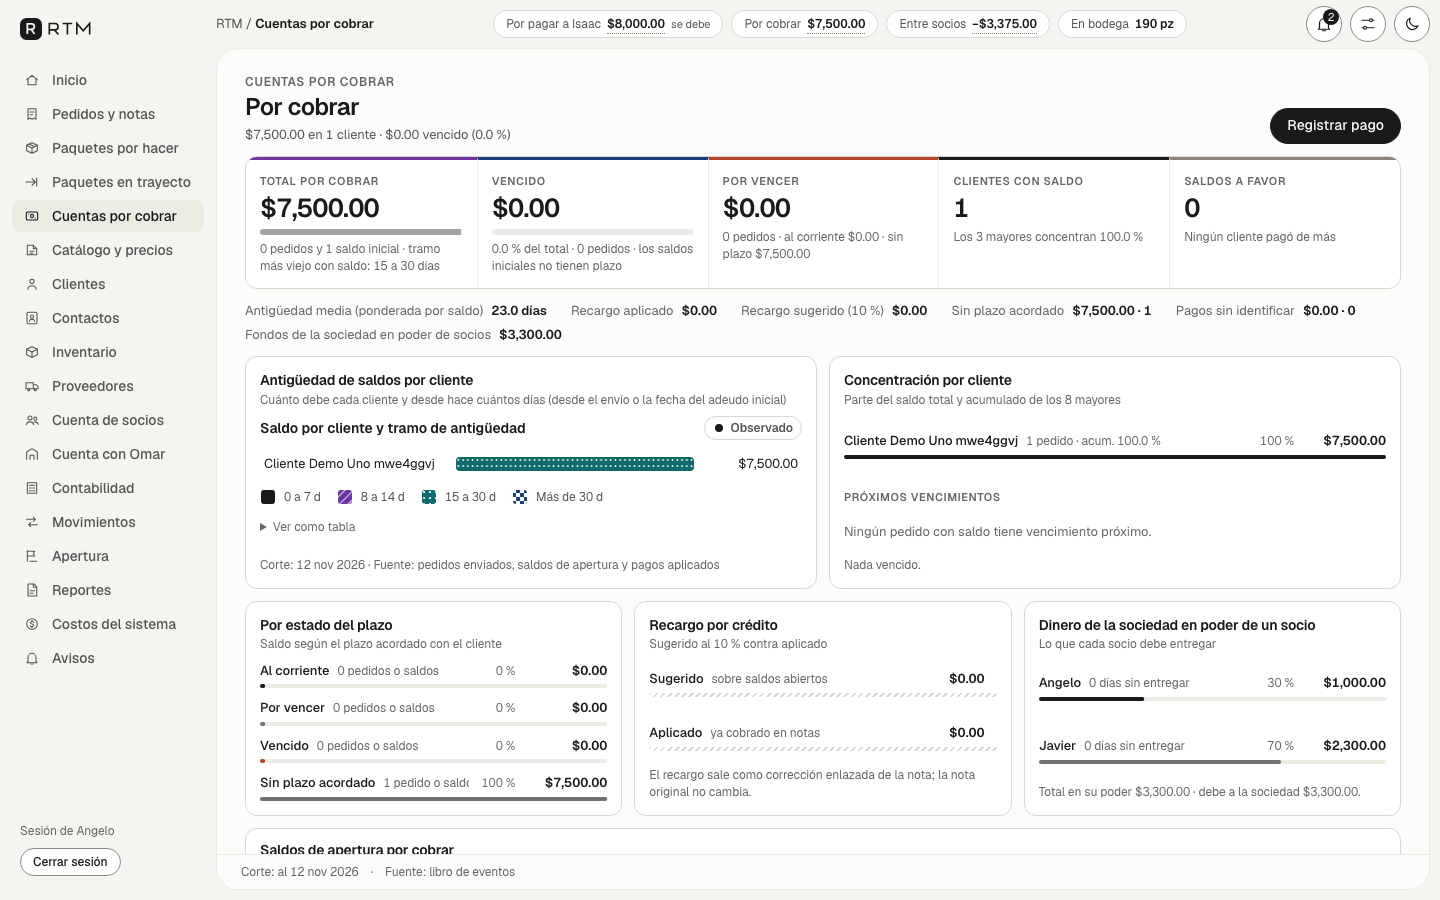 R RTM
RTM / Cuentas por cobrar
Por pagar a Isaac $8,000.00 se debe
Por cobrar $7,500.00
Entre socios −$3,375.00
En bodega 190 pz
2
Inicio
Pedidos y notas
Paquetes por hacer
Paquetes en trayecto
Cuentas por cobrar
Catálogo y precios
Clientes
Contactos
Inventario
Proveedores
Cuenta de socios
Cuenta con Omar
Contabilidad
Movimientos
Apertura
Reportes
Costos del sistema
Avisos
Sesión de Angelo
Cerrar sesión
CUENTAS POR COBRAR
Por cobrar
$7,500.00 en 1 cliente · $0.00 vencido (0.0 %)
Registrar pago
TOTAL POR COBRAR
$7,500.00
0 pedidos y 1 saldo inicial · tramo
más viejo con saldo: 15 a 30 días
VENCIDO
$0.00
0.0 % del total · 0 pedidos · los saldos
iniciales no tienen plazo
POR VENCER
$0.00
0 pedidos · al corriente $0.00 · sin
plazo $7,500.00
CLIENTES CON SALDO
1
Los 3 mayores concentran 100.0 %
SALDOS A FAVOR
0
Ningún cliente pagó de más
Antigüedad media (ponderada por saldo) 23.0 días
Recargo aplicado $0.00
Recargo sugerido (10 %) $0.00
Sin plazo acordado $7,500.00 · 1
Pagos sin identificar $0.00 · 0
Fondos de la sociedad en poder de socios $3,300.00
Antigüedad de saldos por cliente
Cuánto debe cada cliente y desde hace cuántos días (desde el envío o la fecha del adeudo inicial)
Saldo por cliente y tramo de antigüedad
Observado
Cliente Demo Uno mwe4ggvj $7,500.00
0 a 7 d
8 a 14 d
15 a 30 d
Más de 30 d
Ver como tabla
Corte: 12 nov 2026 · Fuente: pedidos enviados, saldos de apertura y pagos aplicados
Concentración por cliente
Parte del saldo total y acumulado de los 8 mayores
Cliente Demo Uno mwe4ggvj 1 pedido · acum. 100.0 % 100 % $7,500.00
PRÓXIMOS VENCIMIENTOS
Ningún pedido con saldo tiene vencimiento próximo.
Nada vencido.
Por estado del plazo
Saldo según el plazo acordado con el cliente
Al corriente 0 pedidos o saldos 0 % $0.00
Por vencer 0 pedidos o saldos 0 % $0.00
Vencido 0 pedidos o saldos 0 % $0.00
Sin plazo acordado 1 pedido o 100 % $7,500.00
Recargo por crédito
Sugerido al 10 % contra aplicado
Sugerido sobre saldos abiertos $0.00
Aplicado ya cobrado en notas $0.00
El recargo sale como corrección enlazada de la nota; la nota
original no cambia.
Dinero de la sociedad en poder de un socio
Lo que cada socio debe entregar
Angelo 0 días sin entregar 30 % $1,000.00
Javier 0 días sin entregar 70 % $2,300.00
Total en su poder $3,300.00 · debe a la sociedad $3,300.00.
Saldos de apertura por cobrar
Corte: al 12 nov 2026 · Fuente: libro de eventos